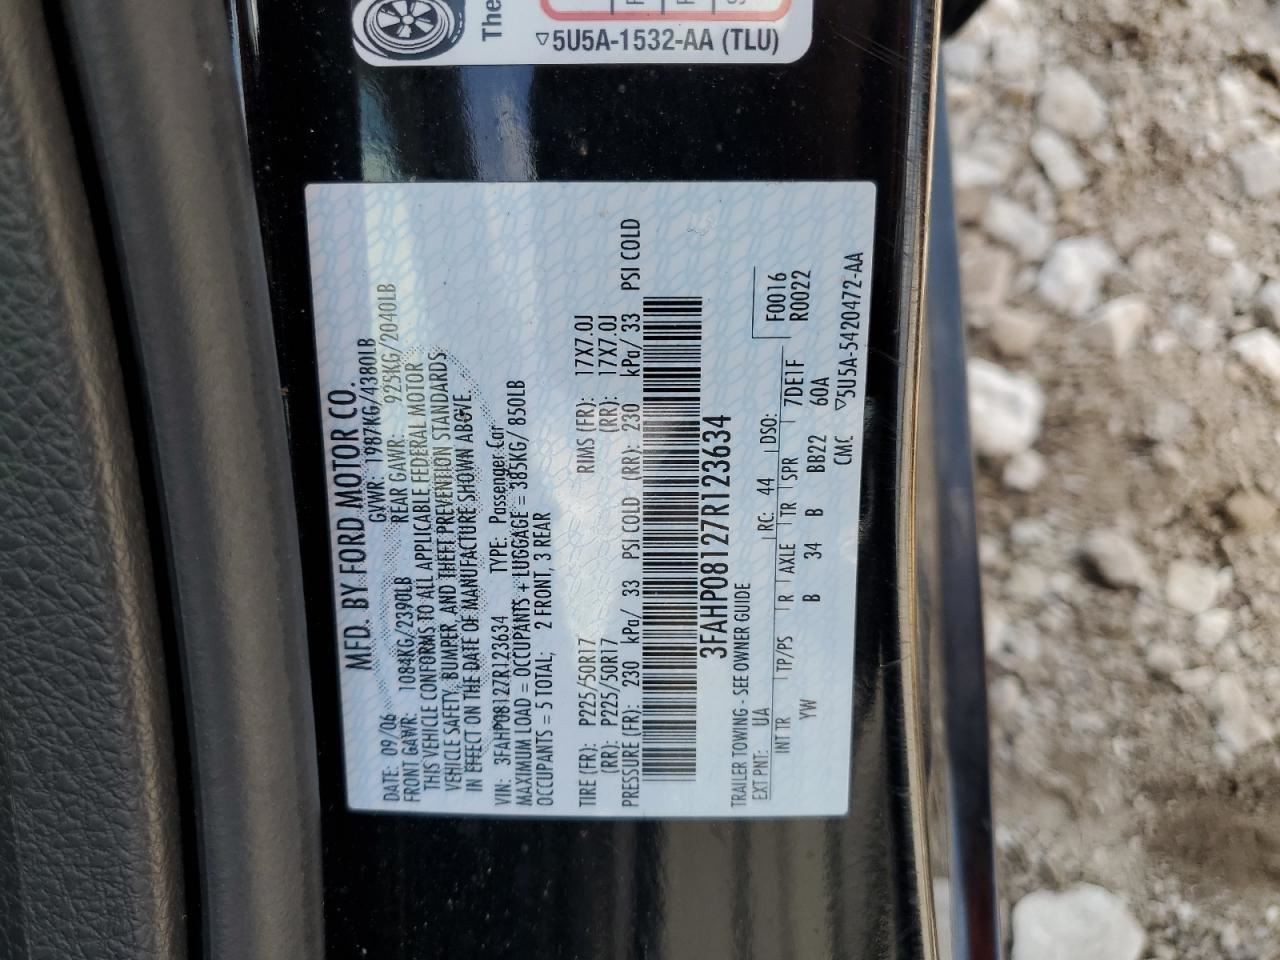 The
5U5A-1532-AA (TLU)
MFD. BY FORD MOTOR CO.
DATE: 09/06 GVWR: 1987KG/4380LB
FRONT GAWR: 1084KG/2390LB REAR GAWR: 925KG/2040LB
THIS VEHICLE CONFORMS TO ALL APPLICABLE FEDERAL MOTOR
VEHICLE SAFETY, BUMPER, AND THEFT PREVENTION STANDARDS
IN EFFECT ON THE DATE OF MANUFACTURE SHOWN ABOVE.
VIN: 3FAHP08127R123634 TYPE: Passenger Car
MAXIMUM LOAD = OCCUPANTS + LUGGAGE = 385KG/ 850LB
OCCUPANTS = 5 TOTAL; 2 FRONT, 3 REAR
TIRE (FR): P225/50R17 RIMS (FR): 17X7.0J
(RR): P225/50R17 (RR): 17X7.0J
PRESSURE (FR): 230 kPa/ 33 PSI COLD (RR): 230 kPa/ 33 PSI COLD
3FAHP08127R123634
TRAILER TOWING - SEE OWNER GUIDE
EXT PNT: UA RC: 44 DSO: F0016
R0022
INT TR TP/PS R AXLE TR SPR 7DE1F
YW B 34 B BB22 60A
CMC 5U5A-5420472-AA